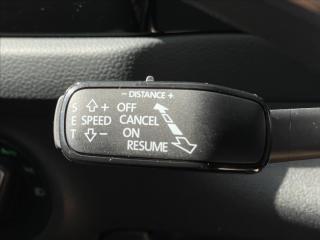 - DISTANCE +
S + OFF
E SPEED CANCEL
T - ON
RESUME